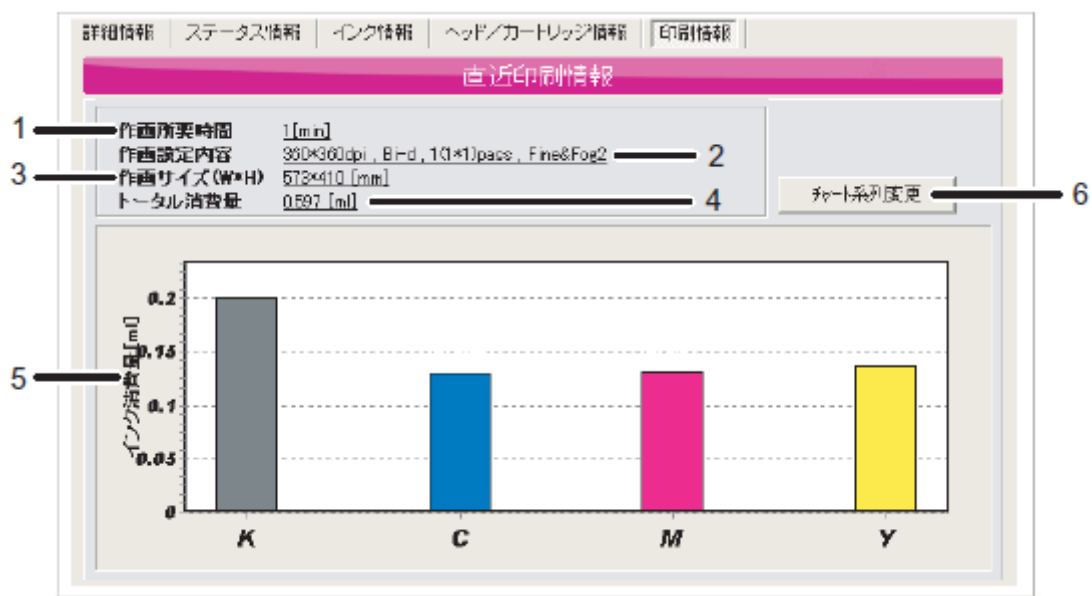 詳細情報 ステータス情報 インク情報 ヘッド/カートリッジ情報 印刷情報
直近印刷情報
1 作画所要時間 1[min]
作画設定内容 360*360dpi , Bi-d , 1(1*1)pass , Fine&Fog2 2
3 作画サイズ(W*H) 573*410 [mm]
トータル消費量 0.597 [ml] 4
チャート系列変更 6
5 インク消費量[ml]
0.2
0.15
0.1
0.05
0
K C M Y